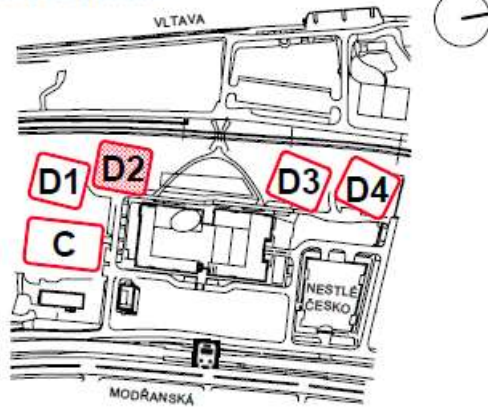 VLTAVA
D1
D2
D3
D4
C
NESTLÉ
ČESKO
MODŘANSKÁ